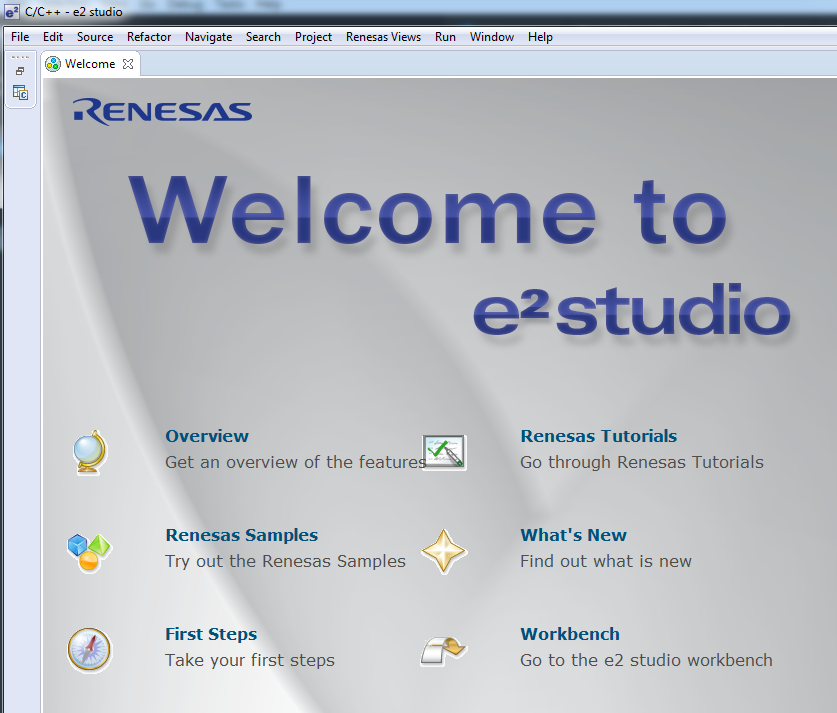 C/C++ - e2 studio
File Edit Source Refactor Navigate Search Project Renesas Views Run Window Help
Welcome
RENESAS
Welcome to
e² studio
Overview
Get an overview of the features
Renesas Tutorials
Go through Renesas Tutorials
Renesas Samples
Try out the Renesas Samples
What's New
Find out what is new
First Steps
Take your first steps
Workbench
Go to the e2 studio workbench